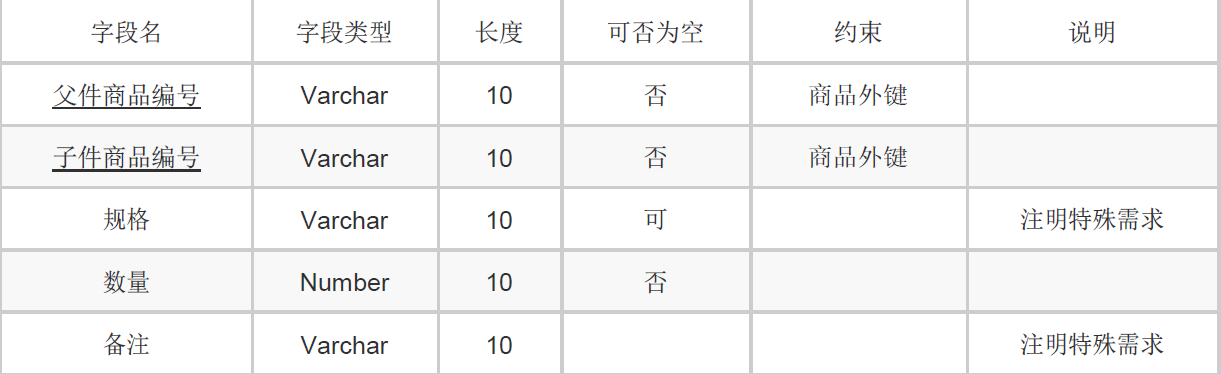 字段名 字段类型 长度 可否为空 约束 说明
父件商品编号 Varchar 10 否 商品外键
子件商品编号 Varchar 10 否 商品外键
规格 Varchar 10 可 注明特殊需求
数量 Number 10 否
备注 Varchar 10 注明特殊需求